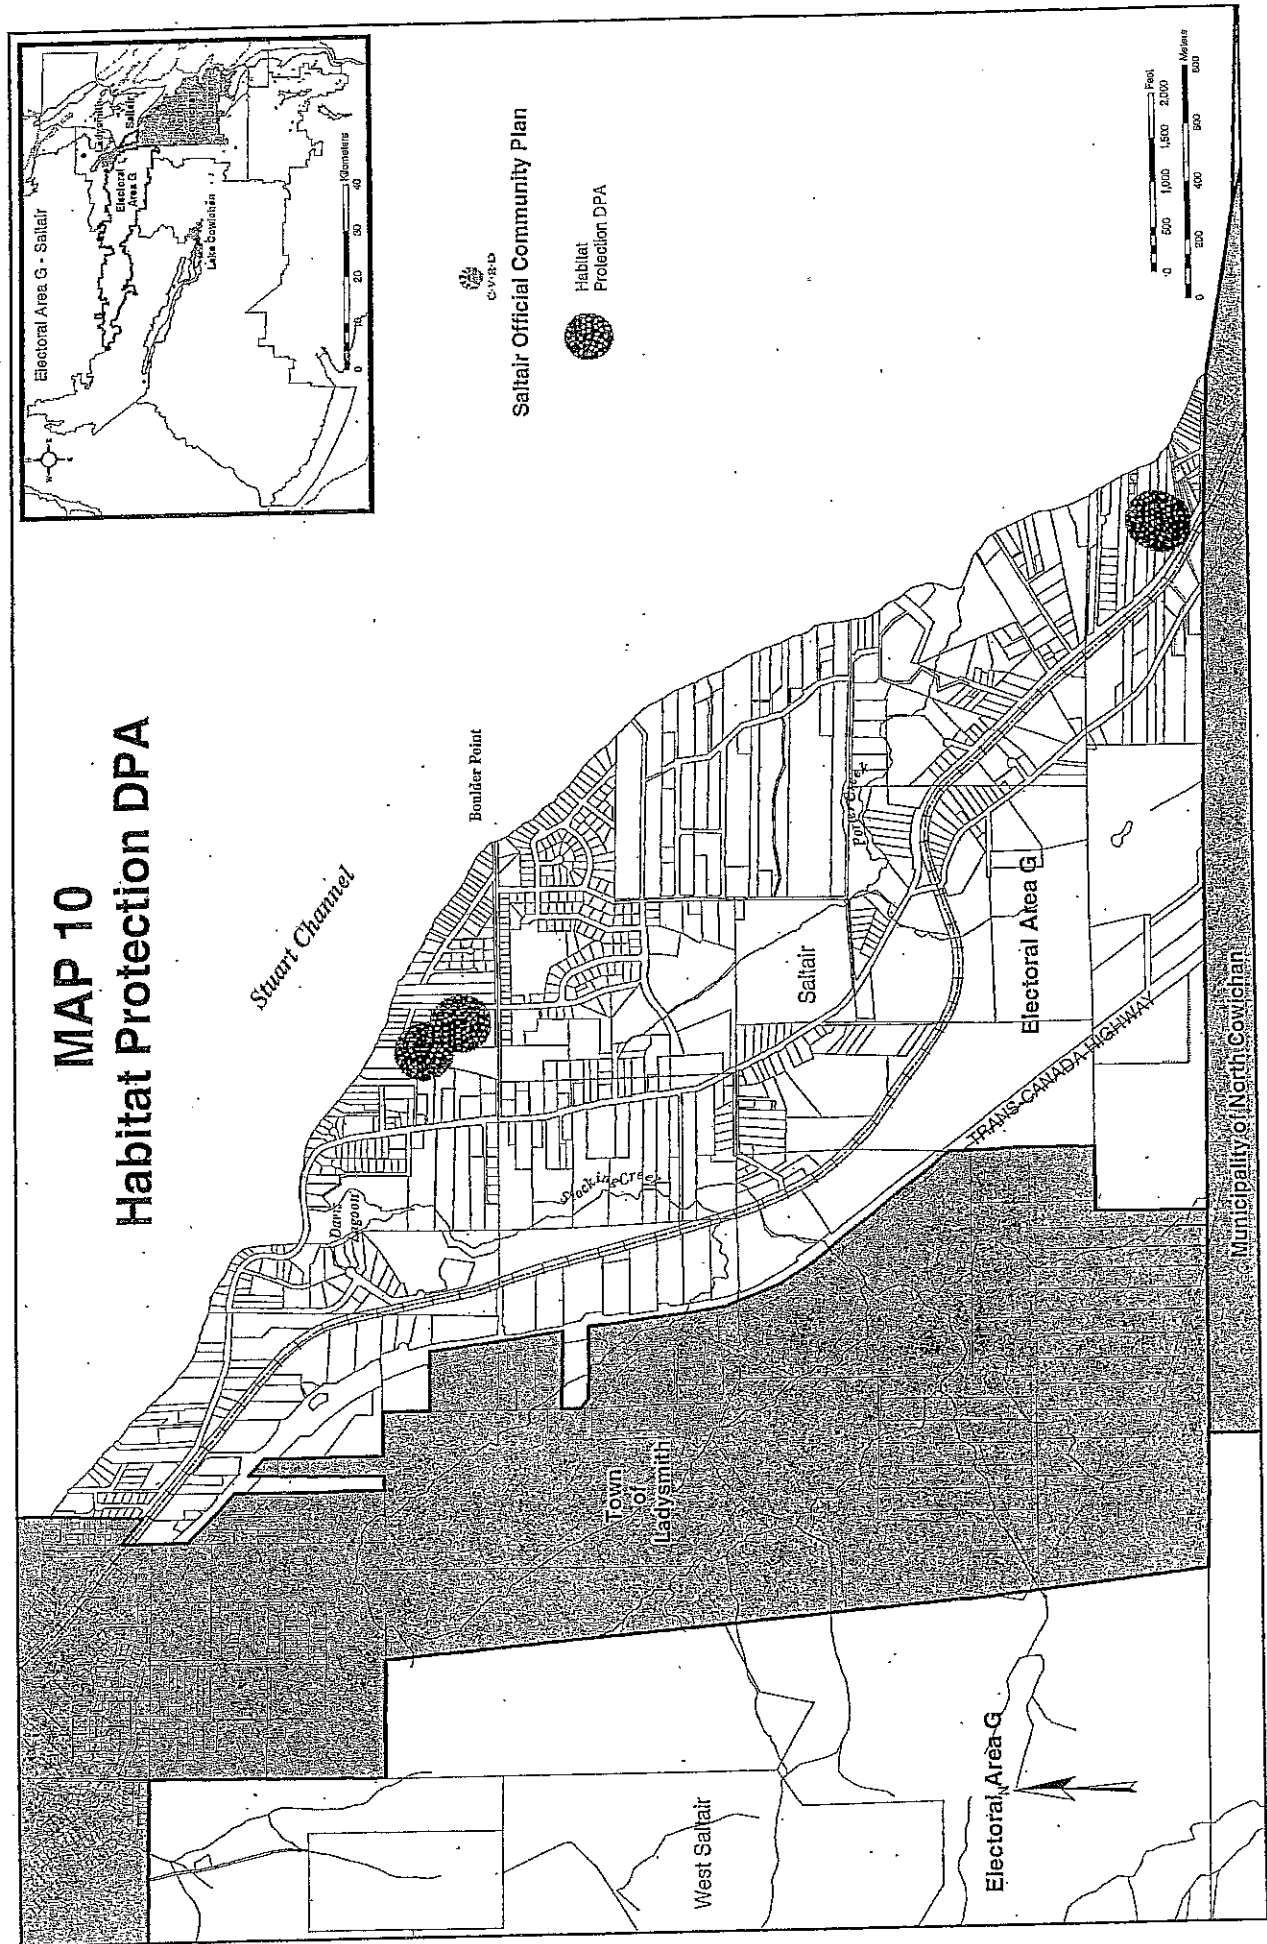 MAP 10
Habitat Protection DPA
Electoral Area G - Saltair
N
W
E
S
Ladysmith
Saltair
Electoral
Area G
Lake Cowichan
0
10
20
30
40
Kilometers
C·V·R·D
Saltair Official Community Plan
Habitat
Protection DPA
Feet
0
500
1,000
1,500
2,000
Meters
0
200
400
600
800
Stuart Channel
Boulder Point
Davis
Lagoon
Stocking Creek
Porter Creek
Saltair
Electoral Area G
TRANS-CANADA HIGHWAY
Municipality of North Cowichan
Town
of
Ladysmith
West Saltair
Electoral Area G
N